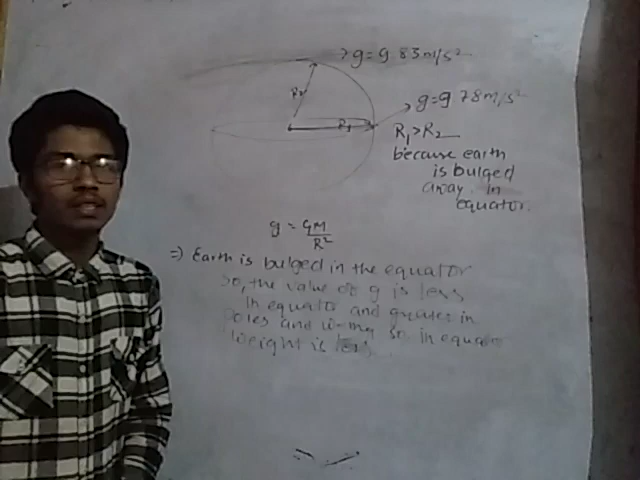 g = 9.83 m/s²
R₂
g = 9.78 m/s²
R₁
R₁ > R₂
because earth
is bulged
away in
equator.
g = GM/R²
⇒ Earth is bulged in the equator
so, the value of g is less
in equator and greater in
poles and w=mg so in equator
weight is less